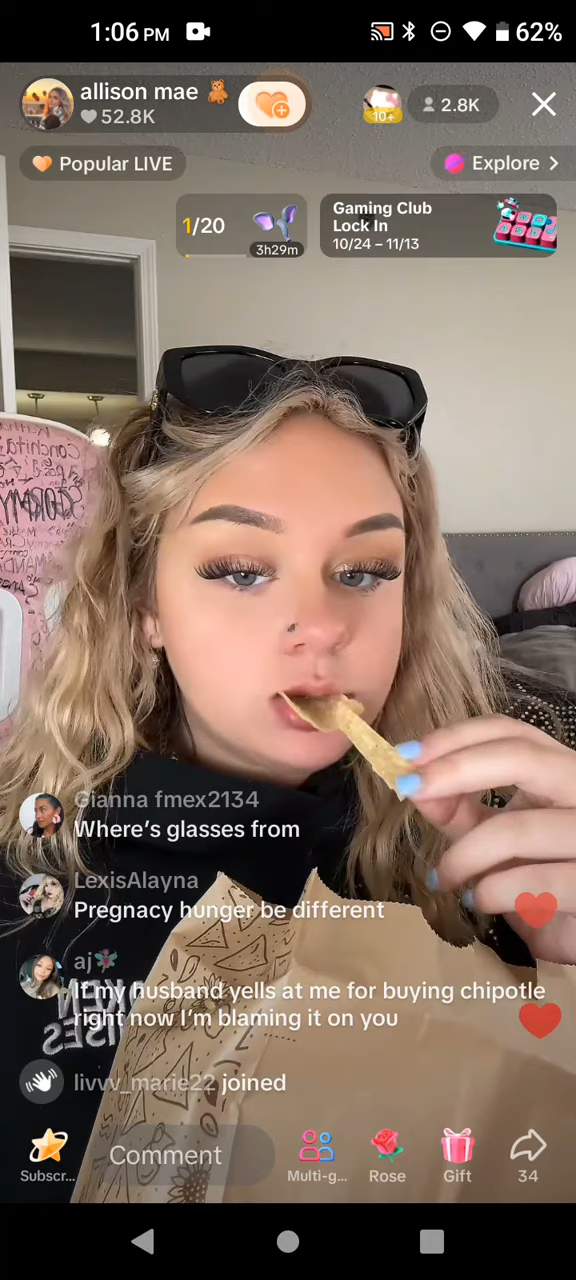 1:06 PM
62%
allison mae 🧸
52.8K
10+
2.8K
Popular LIVE
Explore >
1/20
3h29m
Gaming Club
Lock In
10/24 – 11/13
Conchita
Gianna fmex2134
Where's glasses from
LexisAlayna
Pregnacy hunger be different
aj🧚
If my husband yells at me for buying chipotle
right now I'm blaming it on you
livvv_marie22 joined
Subscr...
Comment
Multi-g...
Rose
Gift
34